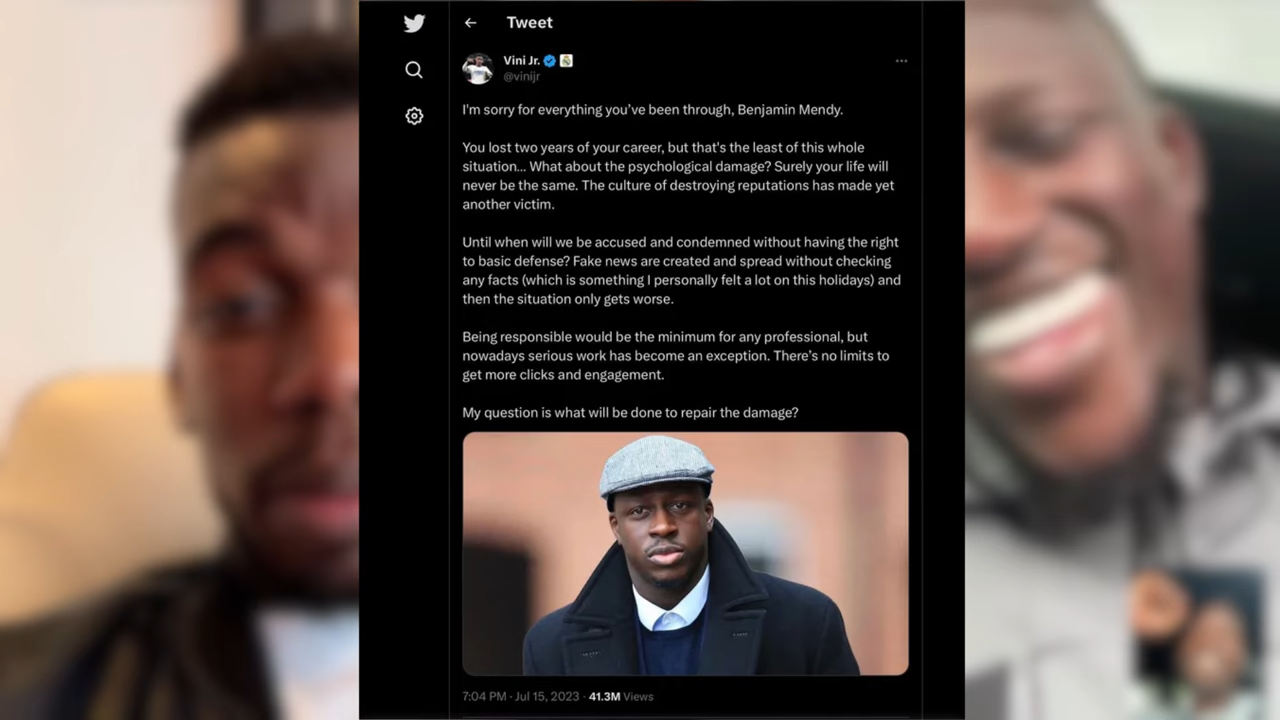 Tweet
Vini Jr.
@vinijr
I'm sorry for everything you've been through, Benjamin Mendy.
You lost two years of your career, but that's the least of this whole
situation... What about the psychological damage? Surely your life will
never be the same. The culture of destroying reputations has made yet
another victim.
Until when will we be accused and condemned without having the right
to basic defense? Fake news are created and spread without checking
any facts (which is something I personally felt a lot on this holidays) and
then the situation only gets worse.
Being responsible would be the minimum for any professional, but
nowadays serious work has become an exception. There's no limits to
get more clicks and engagement.
My question is what will be done to repair the damage?
7:04 PM · Jul 15, 2023 · 41.3M Views